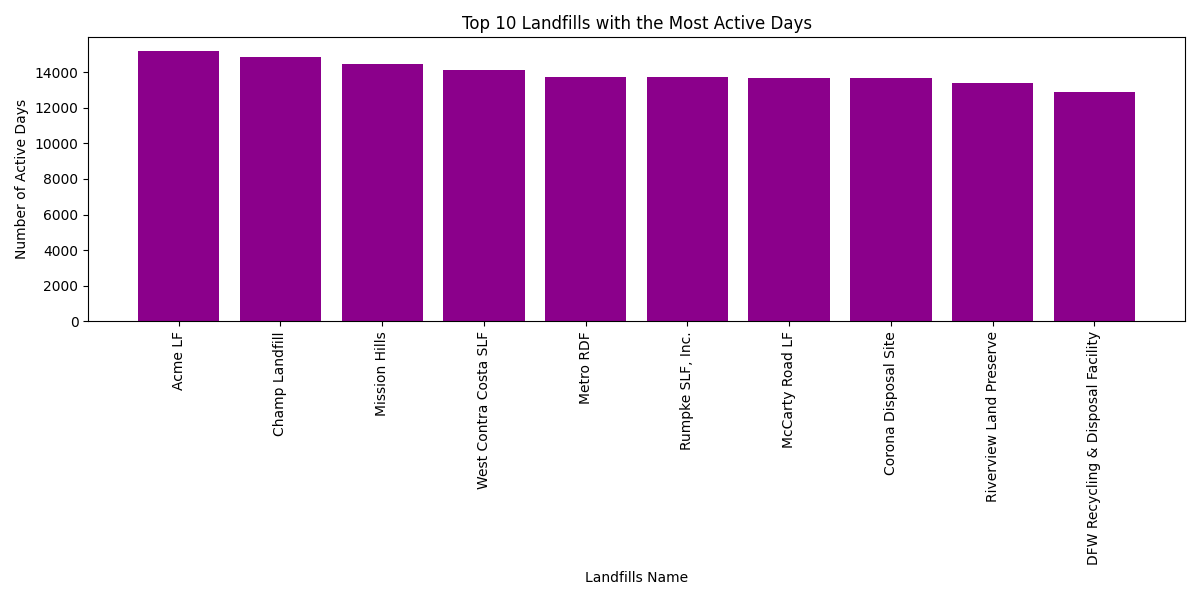 Top 10 Landfills with the Most Active Days
Number of Active Days
14000
12000
10000
8000
6000
4000
2000
0
Acme LF
Champ Landfill
Mission Hills
West Contra Costa SLF
Metro RDF
Rumpke SLF, Inc.
McCarty Road LF
Corona Disposal Site
Riverview Land Preserve
DFW Recycling & Disposal Facility
Landfills Name